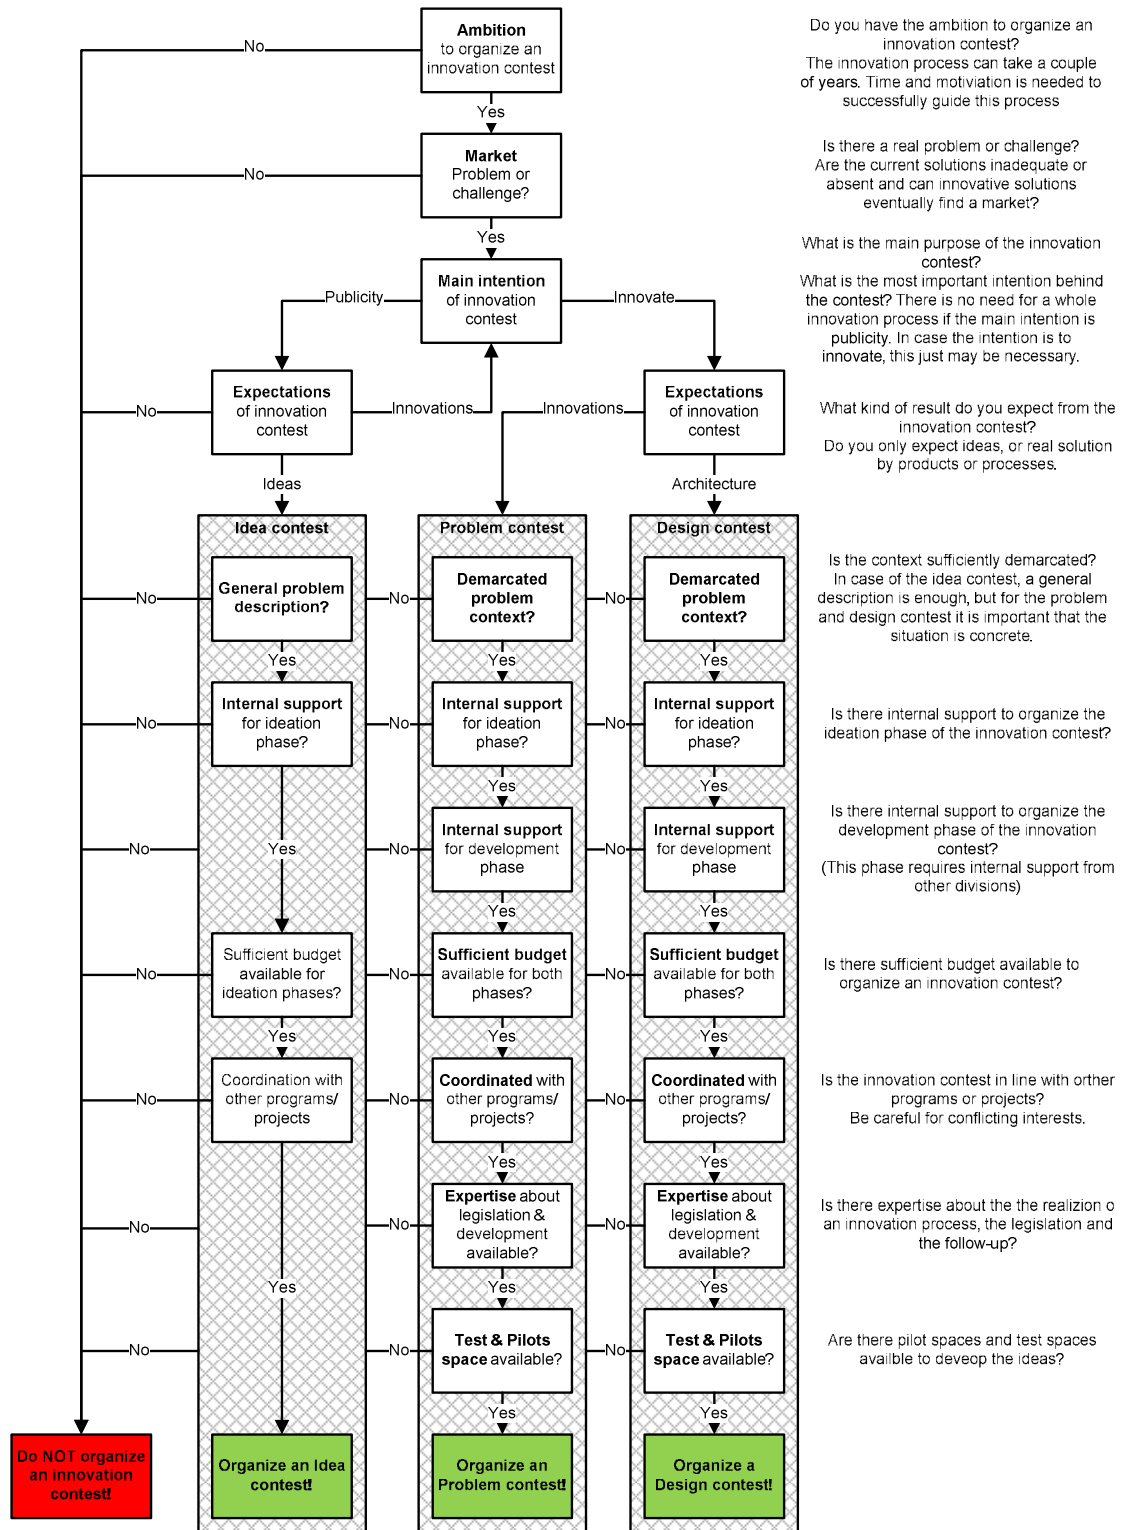 Ambition
to organize an
innovation contest
No
Do you have the ambition to organize an
innovation contest?
The innovation process can take a couple
of years. Time and motiviation is needed to
successfully guide this process
Yes
Market
Problem or
challenge?
No
Is there a real problem or challenge?
Are the current solutions inadequate or
absent and can innovative solutions
eventually find a market?
Yes
Main intention
of innovation
contest
Publicity
Innovate
What is the main purpose of the innovation
contest?
What is the most important intention behind
the contest? There is no need for a whole
innovation process if the main intention is
publicity. In case the intention is to
innovate, this just may be necessary.
No
Expectations
of innovation
contest
Innovations
Innovations
Expectations
of innovation
contest
What kind of result do you expect from the
innovation contest?
Do you only expect ideas, or real solution
by products or processes.
Ideas
Architecture
Idea contest
Problem contest
Design contest
No
General problem
description?
No
Demarcated
problem
context?
No
Demarcated
problem
context?
Is the context sufficiently demarcated?
In case of the idea contest, a general
description is enough, but for the problem
and design contest it is important that the
situation is concrete.
Yes
Yes
Yes
No
Internal support
for ideation
phase?
No
Internal support
for ideation
phase?
No
Internal support
for ideation
phase?
Is there internal support to organize the
ideation phase of the innovation contest?
Yes
Yes
No
Yes
No
Internal support
for development
phase
No
Internal support
for development
phase
Is there internal support to organize the
development phase of the innovation
contest?
(This phase requires internal support from
other divisions)
Yes
Yes
No
Sufficient budget
available for
ideation phases?
No
Sufficient budget
available for both
phases?
No
Sufficient budget
available for both
phases?
Is there sufficient budget available to
organize an innovation contest?
Yes
Yes
Yes
No
Coordination with
other programs/
projects
No
Coordinated with
other programs/
projects?
No
Coordinated with
other programs/
projects?
Is the innovation contest in line with orther
programs or projects?
Be careful for conflicting interests.
Yes
Yes
No
No
Expertise about
legislation &
development
available?
No
Expertise about
legislation &
development
available?
Is there expertise about the the realizion o
an innovation process, the legislation and
the follow-up?
Yes
Yes
Yes
No
No
Test & Pilots
space available?
No
Test & Pilots
space available?
Are there pilot spaces and test spaces
availble to deveop the ideas?
Yes
Yes
Do NOT organize
an innovation
contest!
Organize an Idea
contest!
Organize an
Problem contest!
Organize a
Design contest!